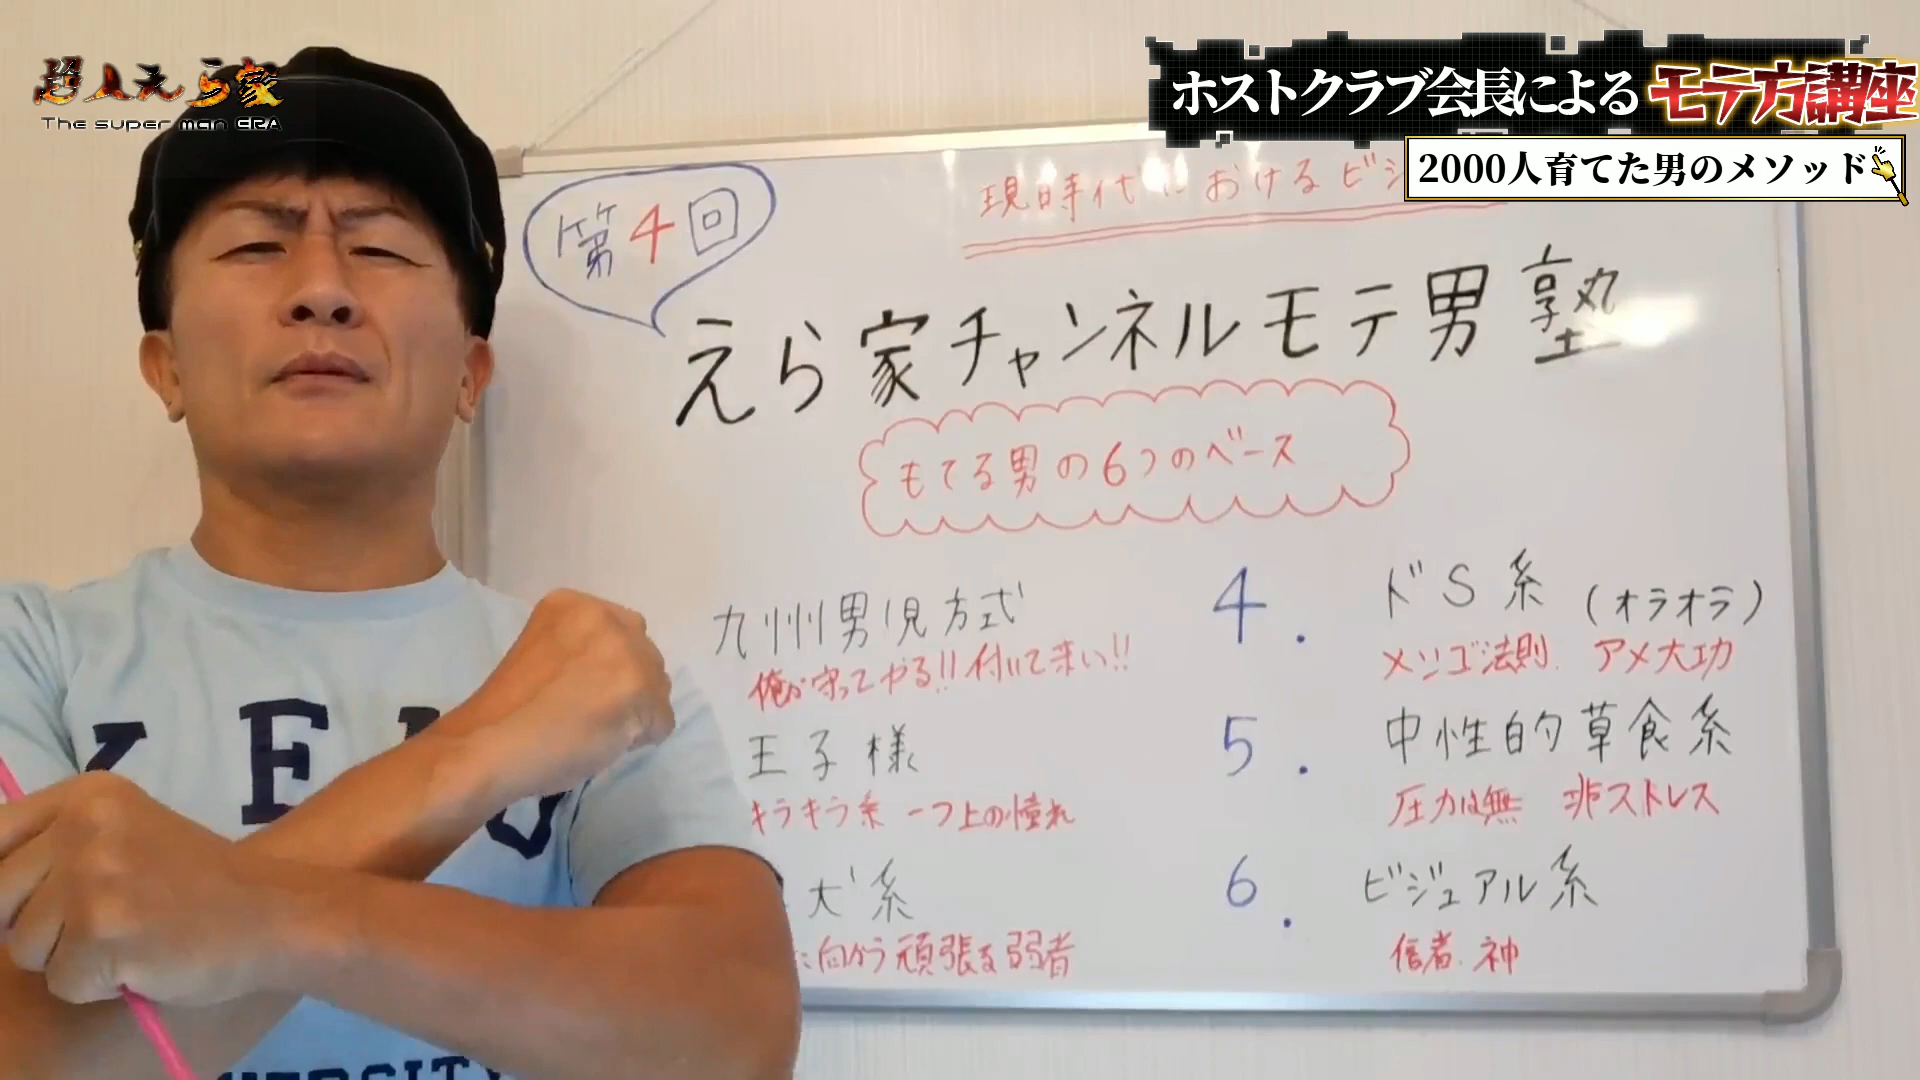 超人えら家
The super man ERA
ホストクラブ会長によるモテ方講座
2000人育てた男のメソッド
第4回
現時代におけるビジ
えら家チャンネルモテ男塾
もてる男の6つのベース
九州男児方式
俺が守ってやる!!付いて来い!!
王子様
キラキラ系 一つ上の憧れ
犬系
に向かう頑張る弱者
4. ドS系 (オラオラ)
メンゴ法則 アメ大功
5. 中性的草食系
圧力は無 非ストレス
6. ビジュアル系
信者.神